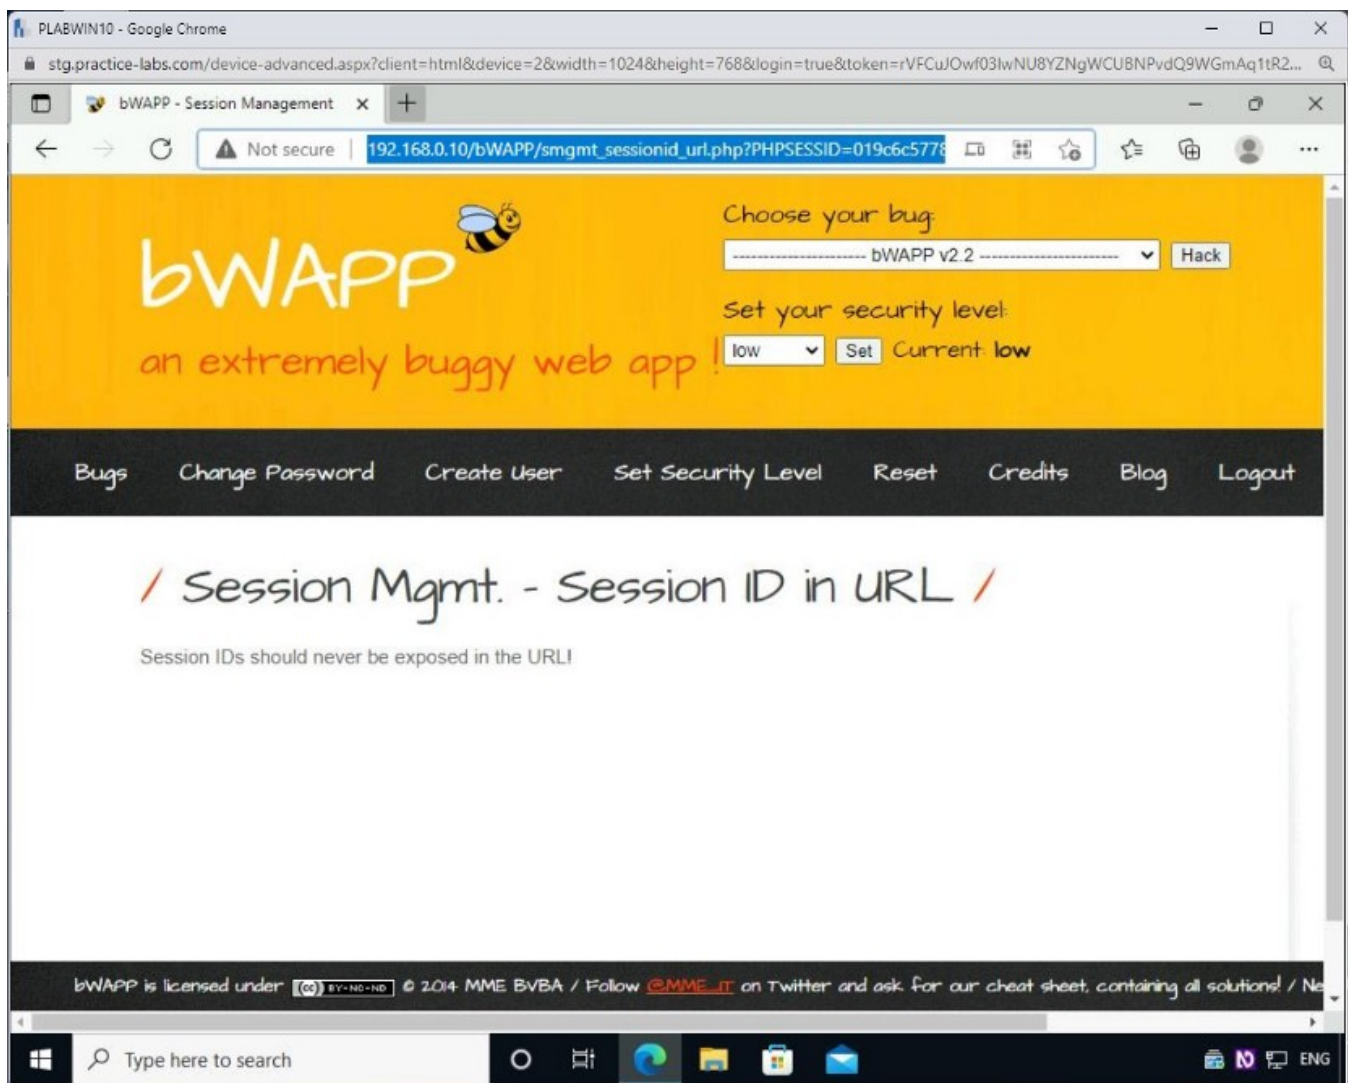 PLABWIN10 - Google Chrome
stg.practice-labs.com/device-advanced.aspx?client=html&device=2&width=1024&height=768&login=true&token=rVFCuJOwf03IwNU8YZNgWCUBNPvdQ9WGmAq1tR2...
bWAPP - Session Management
Not secure 192.168.0.10/bWAPP/smgmt_sessionid_url.php?PHPSESSID=019c6c5778
bWAPP
an extremely buggy web app !
Choose your bug:
---------------------- bWAPP v2.2 ---------------------- Hack
Set your security level:
low Set Current: low
Bugs Change Password Create User Set Security Level Reset Credits Blog Logout
/ Session Mgmt. - Session ID in URL /
Session IDs should never be exposed in the URL!
bWAPP is licensed under (cc) BY-NC-ND © 2014 MME BVBA / Follow @MME_IT on Twitter and ask for our cheat sheet, containing all solutions! / Ne
Type here to search
ENG